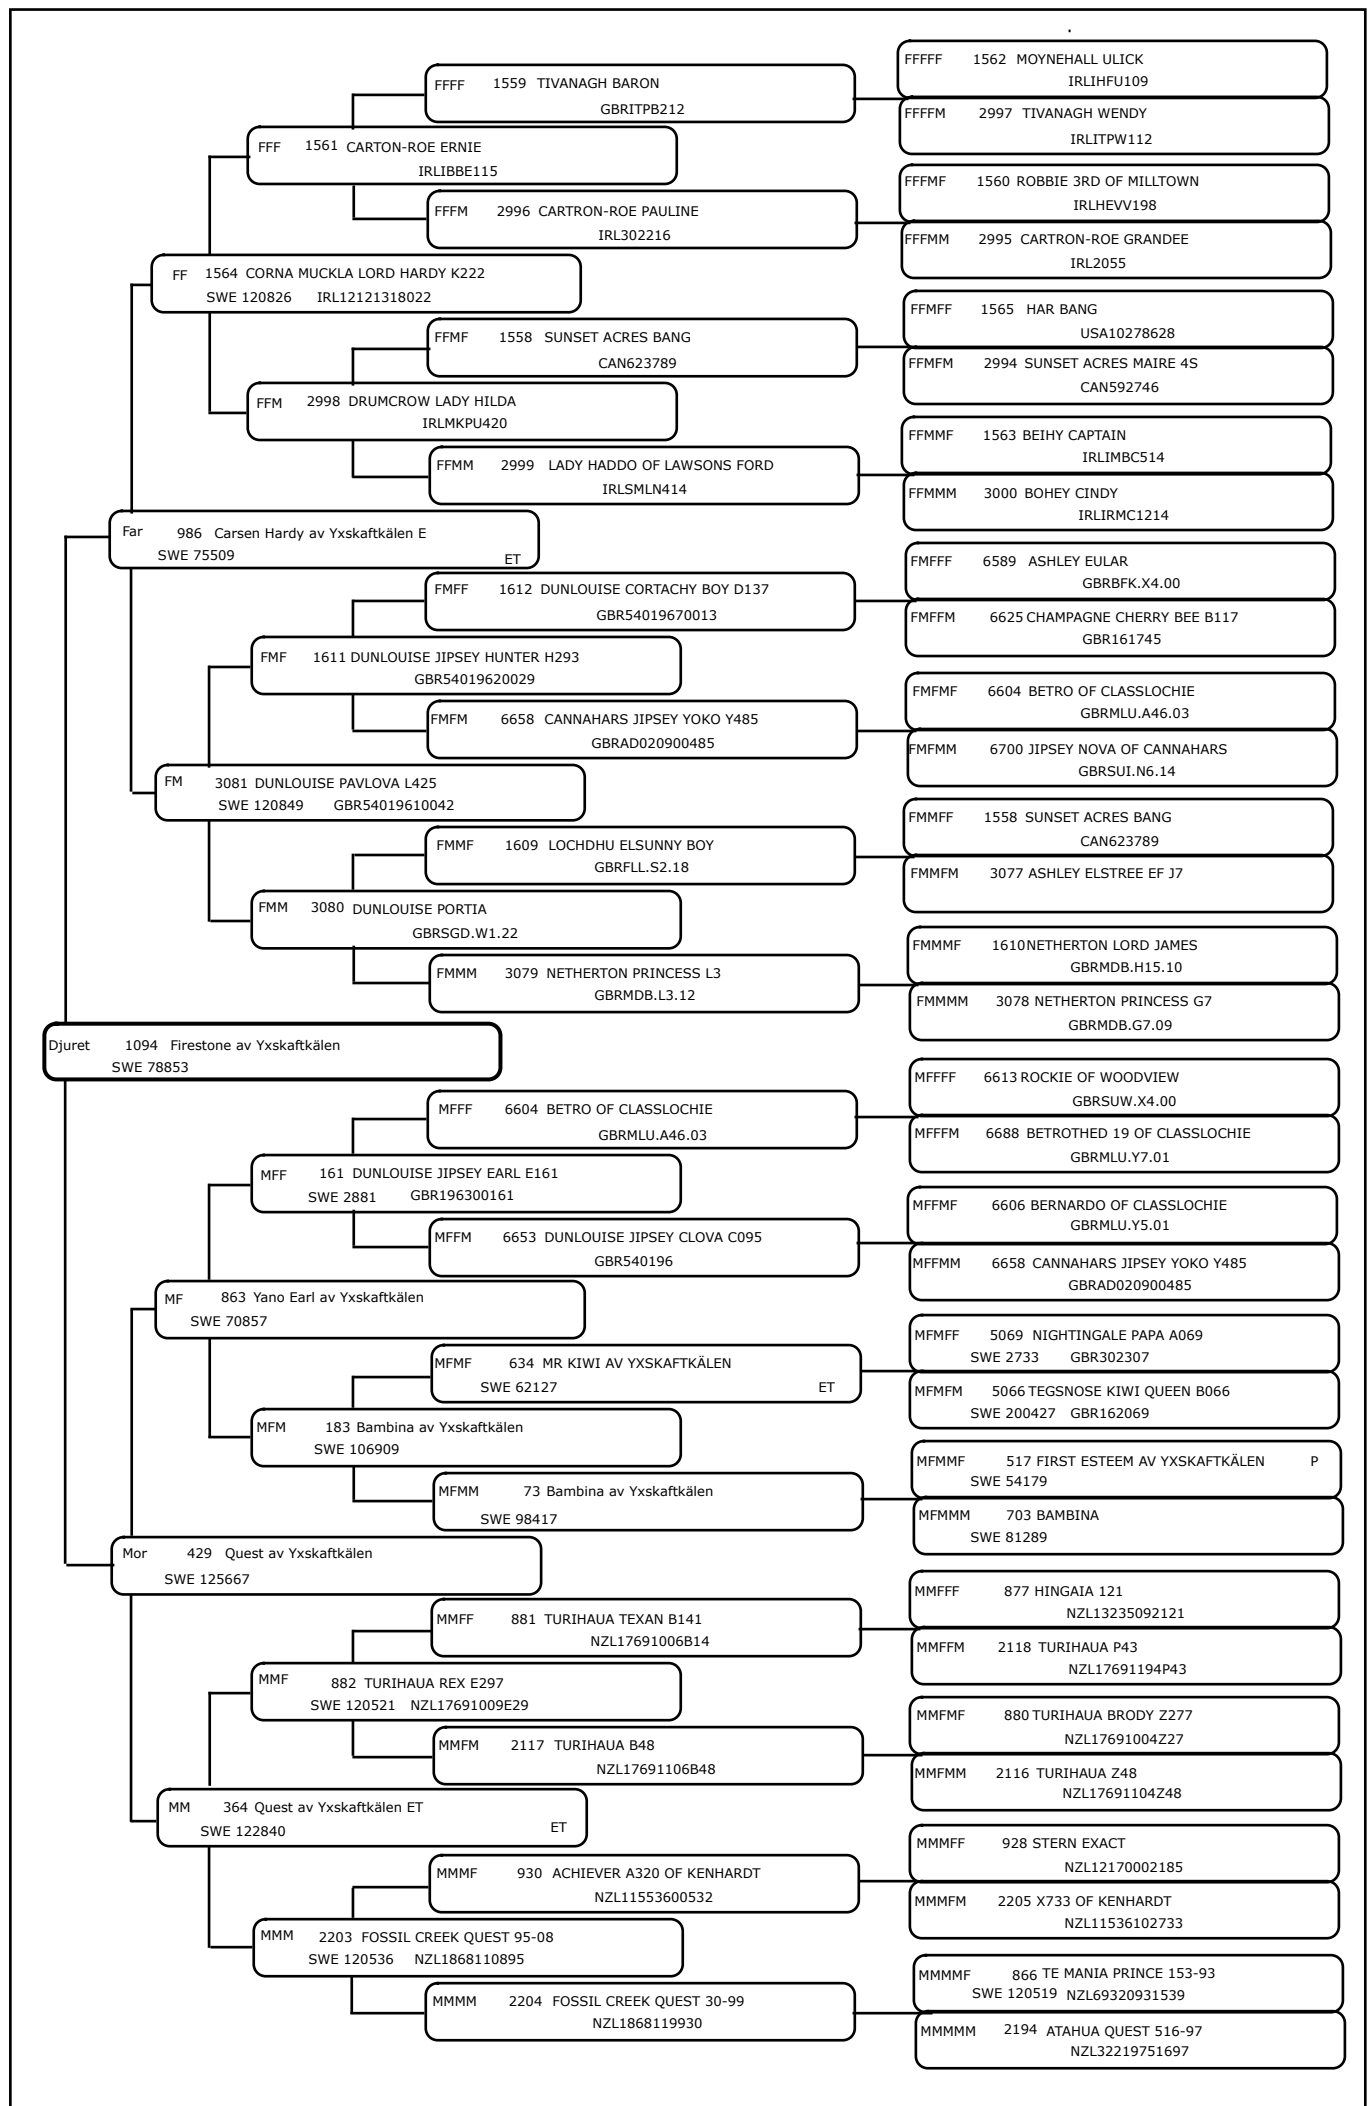 FFFFF 1562 MOYNEHALL ULICK
IRLIHFU109
FFFF 1559 TIVANAGH BARON
GBRITPB212
FFFFM 2997 TIVANAGH WENDY
IRLITPW112
FFF 1561 CARTON-ROE ERNIE
IRLIBBE115
FFFMF 1560 ROBBIE 3RD OF MILLTOWN
IRLHEVV198
FFFM 2996 CARTRON-ROE PAULINE
IRL302216
FFFMM 2995 CARTRON-ROE GRANDEE
IRL2055
FF 1564 CORNA MUCKLA LORD HARDY K222
SWE 120826 IRL12121318022
FFMFF 1565 HAR BANG
USA10278628
FFMF 1558 SUNSET ACRES BANG
CAN623789
FFMFM 2994 SUNSET ACRES MAIRE 4S
CAN592746
FFM 2998 DRUMCROW LADY HILDA
IRLMKPU420
FFMMF 1563 BEIHY CAPTAIN
IRLIMBC514
FFMM 2999 LADY HADDO OF LAWSONS FORD
IRLSMLN414
FFMMM 3000 BOHEY CINDY
IRLIRMC1214
Far 986 Carsen Hardy av Yxskaftkälen E
SWE 75509 ET
FMFFF 6589 ASHLEY EULAR
GBRBFK.X4.00
FMFF 1612 DUNLOUISE CORTACHY BOY D137
GBR54019670013
FMFFM 6625 CHAMPAGNE CHERRY BEE B117
GBR161745
FMF 1611 DUNLOUISE JIPSEY HUNTER H293
GBR54019620029
FMFMF 6604 BETRO OF CLASSLOCHIE
GBRMLU.A46.03
FMFM 6658 CANNAHARS JIPSEY YOKO Y485
GBRAD020900485
FMFMM 6700 JIPSEY NOVA OF CANNAHARS
GBRSUI.N6.14
FM 3081 DUNLOUISE PAVLOVA L425
SWE 120849 GBR54019610042
FMMFF 1558 SUNSET ACRES BANG
CAN623789
FMMF 1609 LOCHDHU ELSUNNY BOY
GBRFLL.S2.18
FMMFM 3077 ASHLEY ELSTREE EF J7
FMM 3080 DUNLOUISE PORTIA
GBRSGD.W1.22
FMMMF 1610 NETHERTON LORD JAMES
GBRMDB.H15.10
FMMM 3079 NETHERTON PRINCESS L3
GBRMDB.L3.12
FMMMM 3078 NETHERTON PRINCESS G7
GBRMDB.G7.09
Djuret 1094 Firestone av Yxskaftkälen
SWE 78853
MFFFF 6613 ROCKIE OF WOODVIEW
GBRSUW.X4.00
MFFF 6604 BETRO OF CLASSLOCHIE
GBRMLU.A46.03
MFFFM 6688 BETROTHED 19 OF CLASSLOCHIE
GBRMLU.Y7.01
MFF 161 DUNLOUISE JIPSEY EARL E161
SWE 2881 GBR196300161
MFFMF 6606 BERNARDO OF CLASSLOCHIE
GBRMLU.Y5.01
MFFM 6653 DUNLOUISE JIPSEY CLOVA C095
GBR540196
MFFMM 6658 CANNAHARS JIPSEY YOKO Y485
GBRAD020900485
MF 863 Yano Earl av Yxskaftkälen
SWE 70857
MFMFF 5069 NIGHTINGALE PAPA A069
SWE 2733 GBR302307
MFMF 634 MR KIWI AV YXSKAFTKÄLEN
SWE 62127 ET
MFMFM 5066 TEGSNOSE KIWI QUEEN B066
SWE 200427 GBR162069
MFM 183 Bambina av Yxskaftkälen
SWE 106909
MFMMF 517 FIRST ESTEEM AV YXSKAFTKÄLEN P
SWE 54179
MFMM 73 Bambina av Yxskaftkälen
SWE 98417
MFMMM 703 BAMBINA
SWE 81289
Mor 429 Quest av Yxskaftkälen
SWE 125667
MMFFF 877 HINGAIA 121
NZL13235092121
MMFF 881 TURIHAUA TEXAN B141
NZL17691006B14
MMFFM 2118 TURIHAUA P43
NZL17691194P43
MMF 882 TURIHAUA REX E297
SWE 120521 NZL17691009E29
MMFMF 880 TURIHAUA BRODY Z277
NZL17691004Z27
MMFM 2117 TURIHAUA B48
NZL17691106B48
MMFMM 2116 TURIHAUA Z48
NZL17691104Z48
MM 364 Quest av Yxskaftkälen ET
SWE 122840 ET
MMMFF 928 STERN EXACT
NZL12170002185
MMMF 930 ACHIEVER A320 OF KENHARDT
NZL11553600532
MMMFM 2205 X733 OF KENHARDT
NZL11536102733
MMM 2203 FOSSIL CREEK QUEST 95-08
SWE 120536 NZL1868110895
MMMMF 866 TE MANIA PRINCE 153-93
SWE 120519 NZL69320931539
MMMM 2204 FOSSIL CREEK QUEST 30-99
NZL1868119930
MMMMM 2194 ATAHUA QUEST 516-97
NZL32219751697